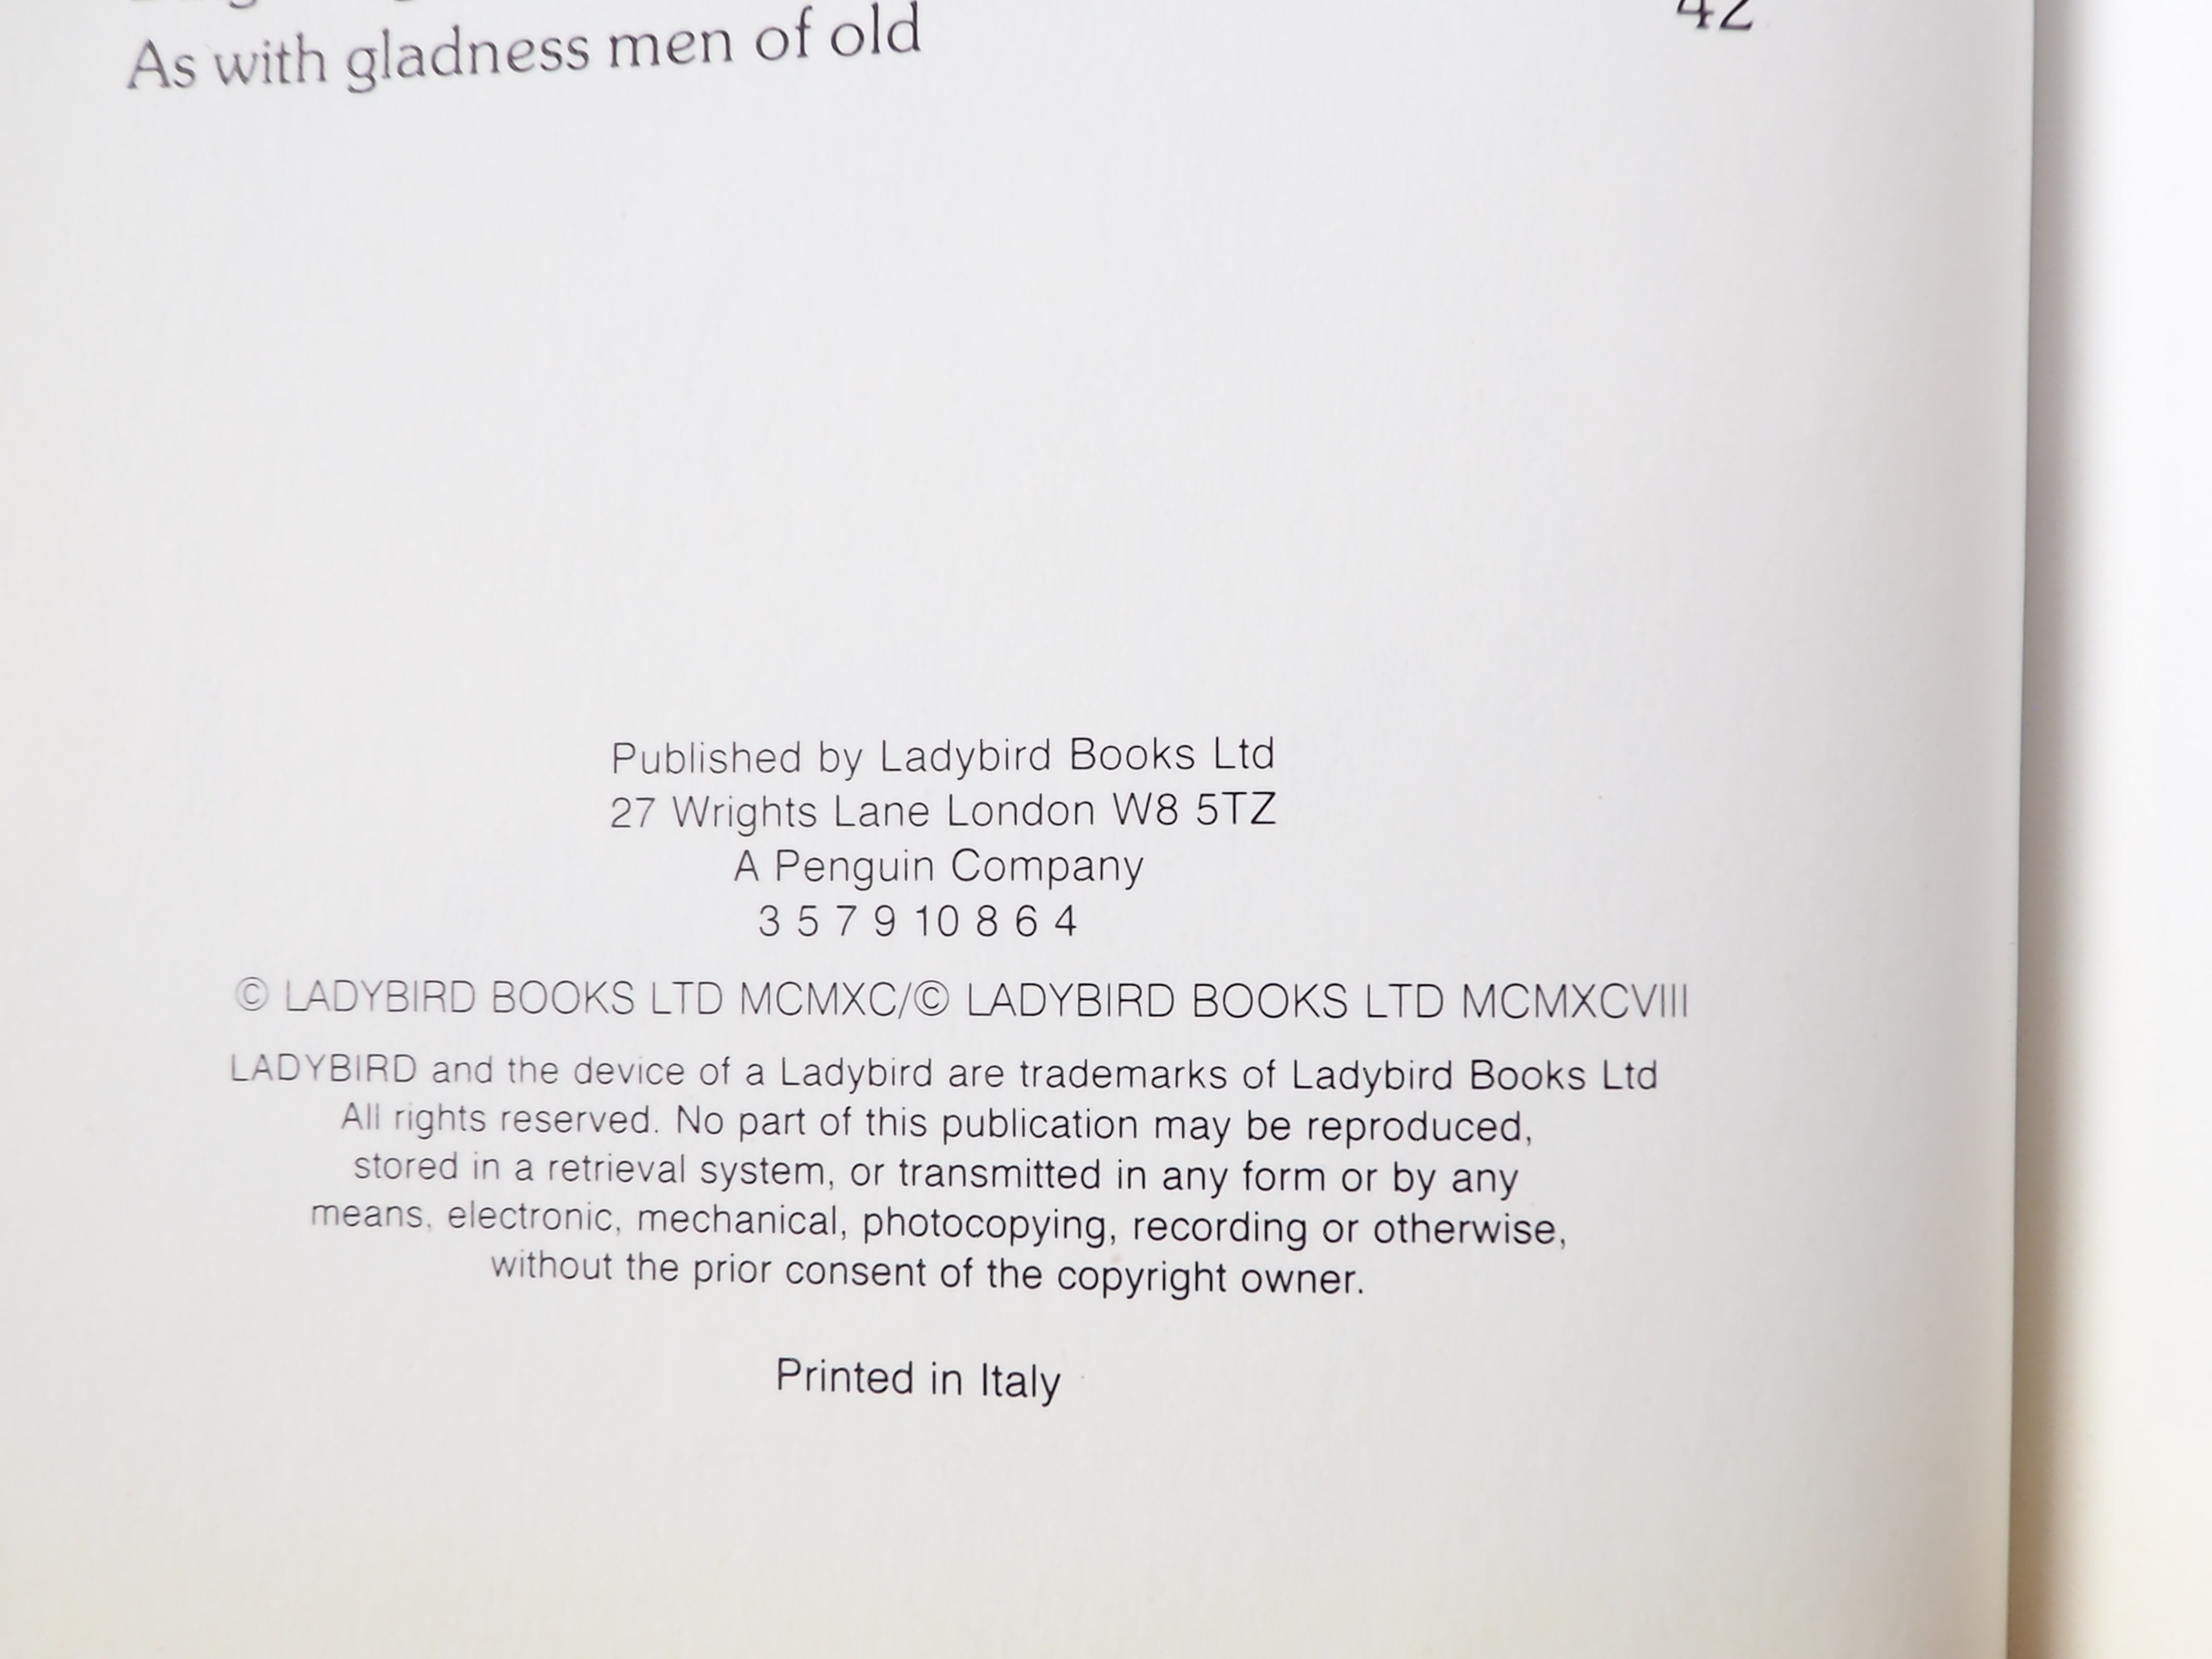 As with gladness men of old 42
Published by Ladybird Books Ltd
27 Wrights Lane London W8 5TZ
A Penguin Company
3 5 7 9 10 8 6 4
© LADYBIRD BOOKS LTD MCMXC/© LADYBIRD BOOKS LTD MCMXCVIII
LADYBIRD and the device of a Ladybird are trademarks of Ladybird Books Ltd
All rights reserved. No part of this publication may be reproduced,
stored in a retrieval system, or transmitted in any form or by any
means, electronic, mechanical, photocopying, recording or otherwise,
without the prior consent of the copyright owner.
Printed in Italy